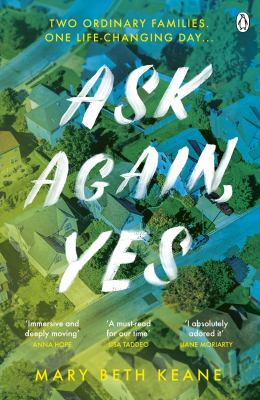 TWO ORDINARY FAMILIES.
ONE LIFE-CHANGING DAY...
ASK
AGAIN,
YES
'Immersive and
deeply moving'
ANNA HOPE
'A must-read
for our time'
LISA TADDEO
'I absolutely
adored it'
LIANE MORIARTY
MARY BETH KEANE